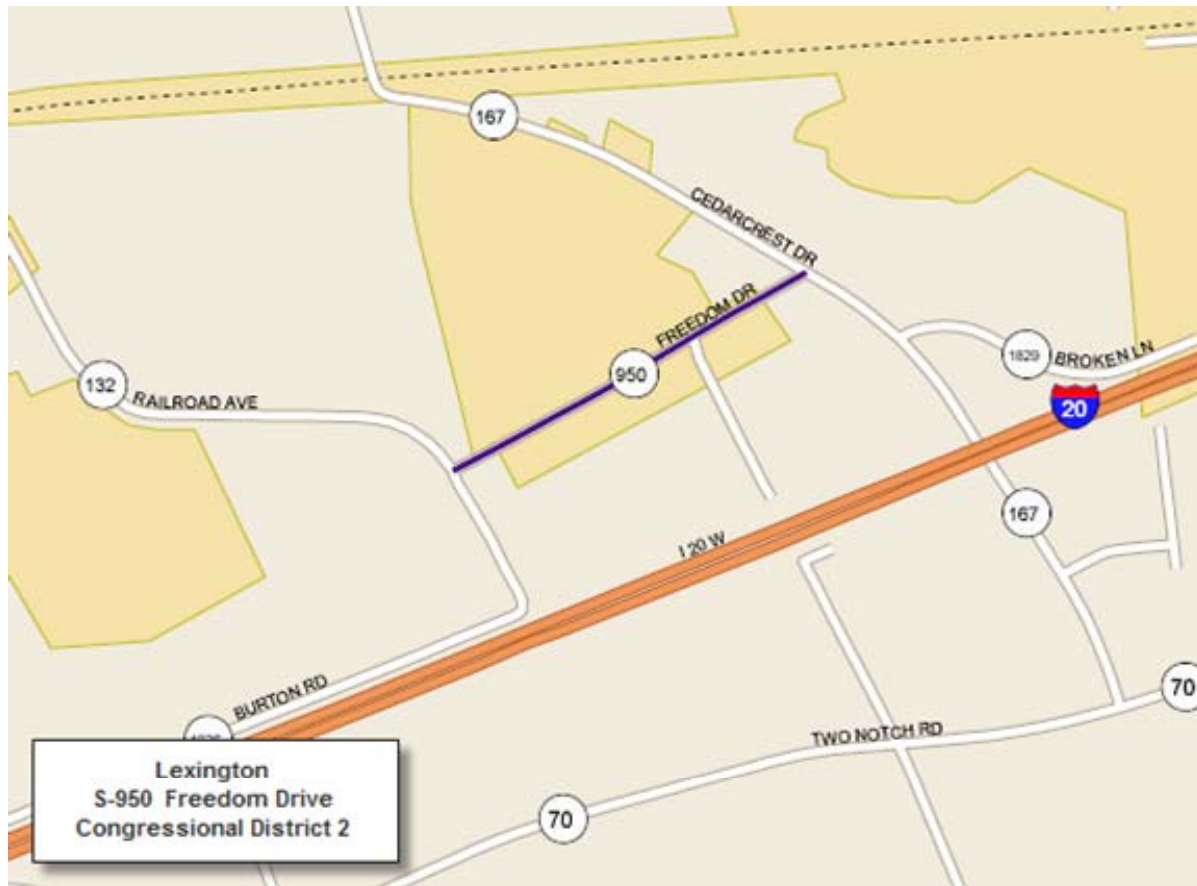 167
CEDARCREST DR
FREEDOM DR
950
1829
BROKEN LN
132
RAILROAD AVE
20
167
I 20 W
BURTON RD
70
TWO NOTCH RD
70
Lexington
S-950 Freedom Drive
Congressional District 2